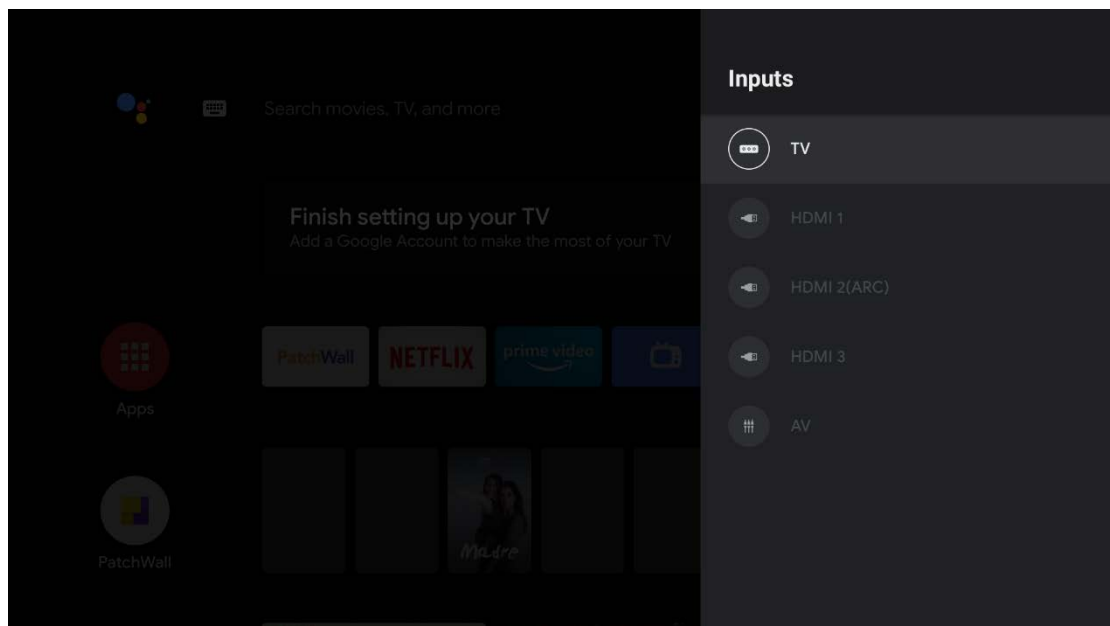 Search movies, TV, and more
Finish setting up your TV
Add a Google Account to make the most of your TV
PatchWall
NETFLIX
prime video
Apps
Madre
PatchWall
Inputs
TV
HDMI 1
HDMI 2(ARC)
HDMI 3
AV